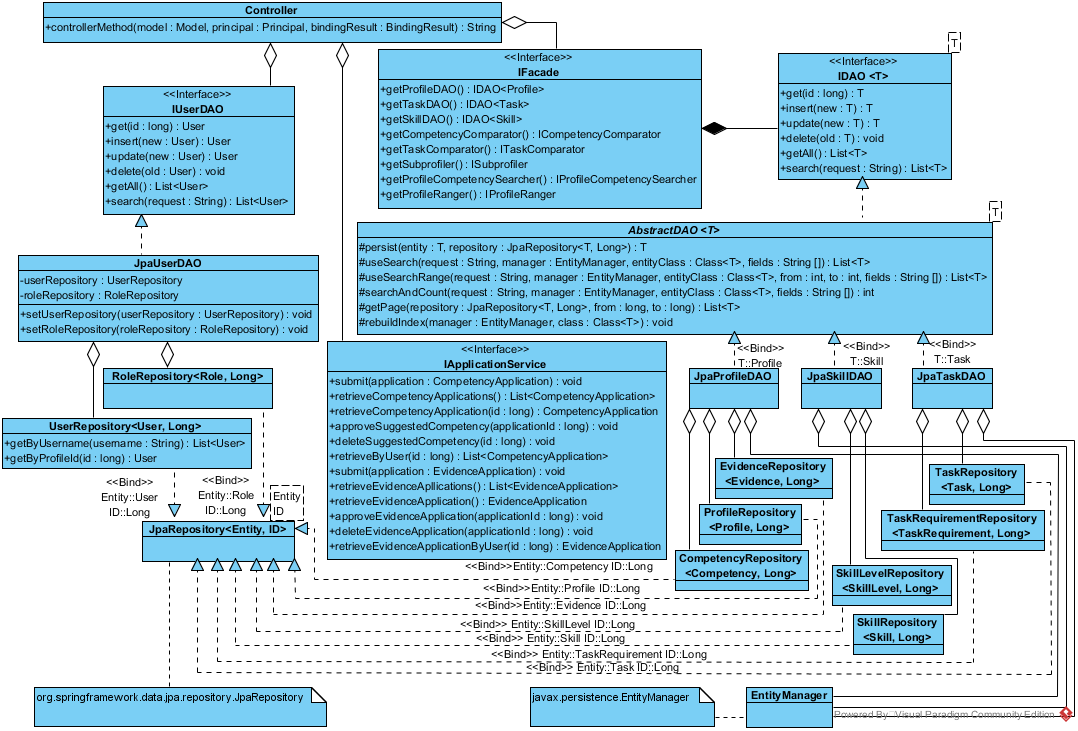 Controller
+controllerMethod(model : Model, principal : Principal, bindingResult : BindingResult) : String
<<Interface>>
IUserDAO
+get(id : long) : User
+insert(new : User) : User
+update(new : User) : User
+delete(old : User) : void
+getAll() : List<User>
+search(request : String) : List<User>
<<Interface>>
IFacade
+getProfileDAO() : IDAO<Profile>
+getTaskDAO() : IDAO<Task>
+getSkillDAO() : IDAO<Skill>
+getCompetencyComparator() : ICompetencyComparator
+getTaskComparator() : ITaskComparator
+getSubprofiler() : ISubprofiler
+getProfileCompetencySearcher() : IProfileCompetencySearcher
+getProfileRanger() : IProfileRanger
T
<<Interface>>
IDAO <T>
+get(id : long) : T
+insert(new : T) : T
+update(new : T) : T
+delete(old : T) : void
+getAll() : List<T>
+search(request : String) : List<T>
T
AbstractDAO <T>
#persist(entity : T, repository : JpaRepository<T, Long>) : T
#useSearch(request : String, manager : EntityManager, entityClass : Class<T>, fields : String []) : List<T>
#useSearchRange(request : String, manager : EntityManager, entityClass : Class<T>, from : int, to : int, fields : String []) : List<T>
#searchAndCount(request : String, manager : EntityManager, entityClass : Class<T>, fields : String []) : int
#getPage(repository : JpaRepository<T, Long>, from : long, to : long) : List<T>
#rebuildIndex(manager : EntityManager, class : Class<T>) : void
JpaUserDAO
-userRepository : UserRepository
-roleRepository : RoleRepository
+setUserRepository(userRepository : UserRepository) : void
+setRoleRepository(roleRepository : RoleRepository) : void
<<Interface>>
IApplicationService
+submit(application : CompetencyApplication) : void
+retrieveCompetencyApplications() : List<CompetencyApplication>
+retrieveCompetencyApplication(id : long) : CompetencyApplication
+approveSuggestedCompetency(applicationId : long) : void
+deleteSuggestedCompetency(id : long) : void
+retrieveByUser(id : long) : List<CompetencyApplication>
+submit(application : EvidenceApplication) : void
+retrieveEvidenceApllications() : List<EvidenceApplication>
+retrieveEvidenceApplication() : EvidenceApplication
+approveEvidenceApplication(applicationId : long) : void
+deleteEvidenceApplication(applicationId : long) : void
+retrieveEvidenceApplicationByUser(id : long) : EvidenceApplication
<<Bind>>
T::Profile
<<Bind>>
T::Skill
<<Bind>>
T::Task
JpaProfileDAO
JpaSkillDAO
JpaTaskDAO
RoleRepository<Role, Long>
UserRepository<User, Long>
+getByUsername(username : String) : List<User>
+getByProfileId(id : long) : User
<<Bind>>
Entity::User
ID::Long
<<Bind>>
Entity::Role
ID::Long
Entity
ID
JpaRepository<Entity, ID>
EvidenceRepository
<Evidence, Long>
ProfileRepository
<Profile, Long>
CompetencyRepository
<Competency, Long>
TaskRepository
<Task, Long>
TaskRequirementRepository
<TaskRequirement, Long>
SkillLevelRepository
<SkillLevel, Long>
SkillRepository
<Skill, Long>
<<Bind>>Entity::Competency ID::Long
<<Bind>>Entity::Profile ID::Long
<<Bind>>Entity::Evidence ID::Long
<<Bind>> Entity::SkillLevel ID::Long
<<Bind>> Entity::Skill ID::Long
<<Bind>> Entity::TaskRequirement ID::Long
<<Bind>> Entity::Task ID::Long
org.springframework.data.jpa.repository.JpaRepository
javax.persistence.EntityManager
EntityManager
Powered By Visual Paradigm Community Edition